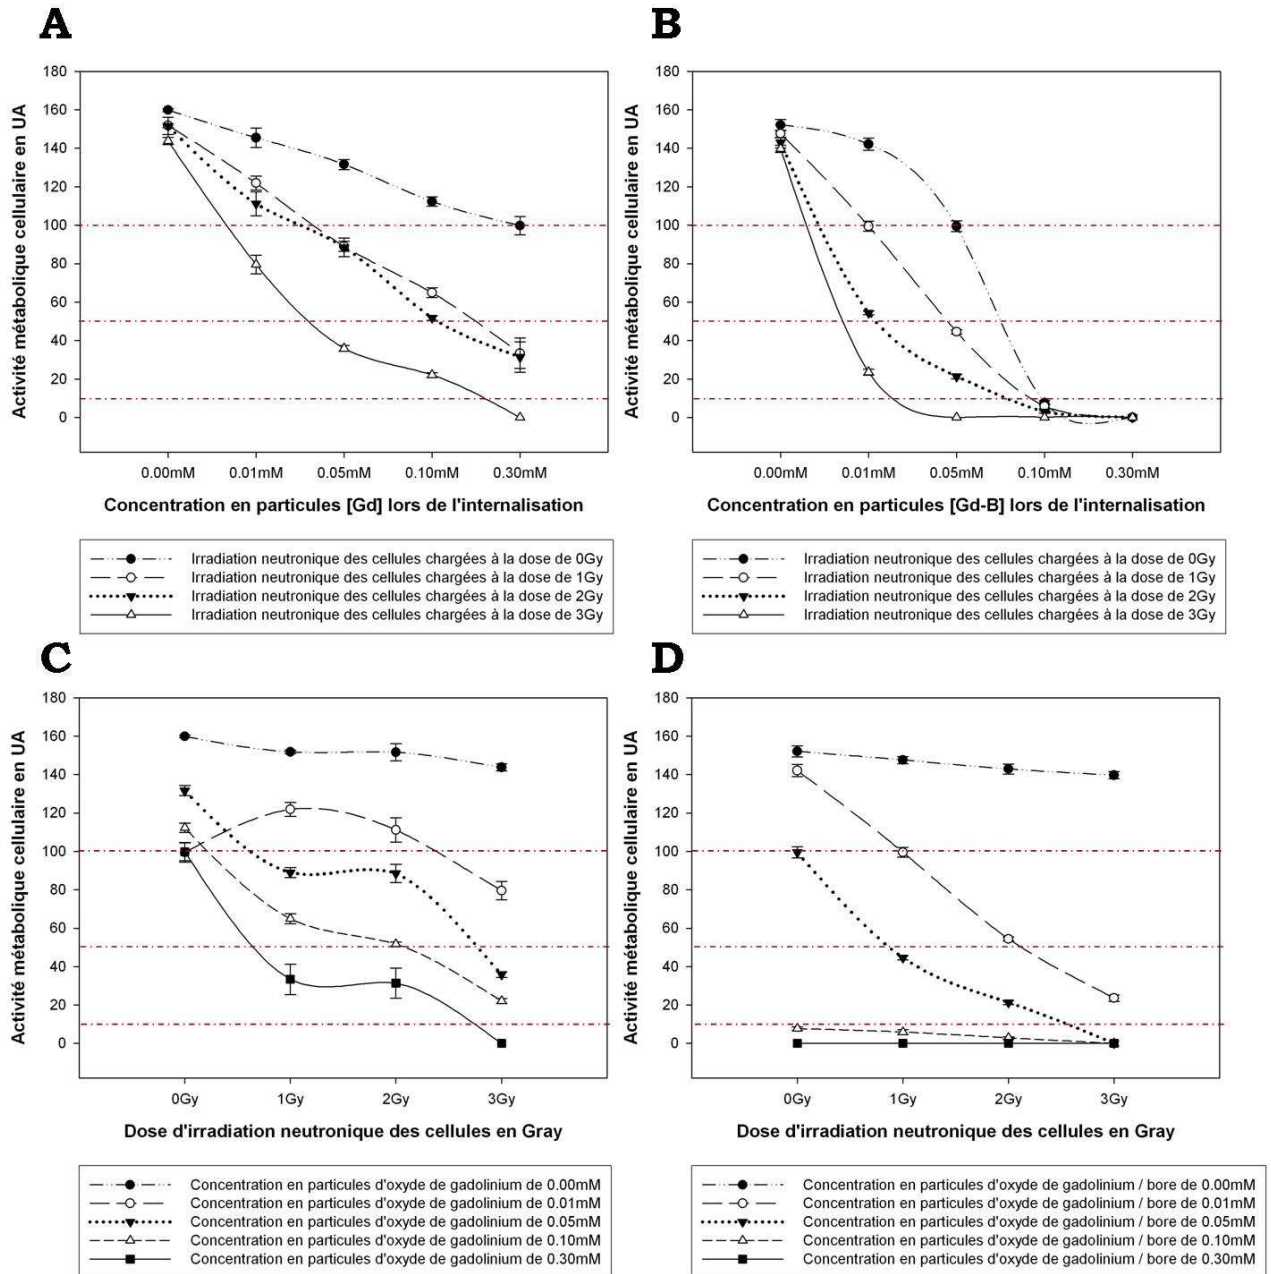 A
Activité métabolique cellulaire en UA
180
160
140
120
100
80
60
40
20
0
0.00mM 0.01mM 0.05mM 0.10mM 0.30mM
Concentration en particules [Gd] lors de l'internalisation
Irradiation neutronique des cellules chargées à la dose de 0Gy
Irradiation neutronique des cellules chargées à la dose de 1Gy
Irradiation neutronique des cellules chargées à la dose de 2Gy
Irradiation neutronique des cellules chargées à la dose de 3Gy
B
Activité métabolique cellulaire en UA
180
160
140
120
100
80
60
40
20
0
0.00mM 0.01mM 0.05mM 0.10mM 0.30mM
Concentration en particules [Gd-B] lors de l'internalisation
Irradiation neutronique des cellules chargées à la dose de 0Gy
Irradiation neutronique des cellules chargées à la dose de 1Gy
Irradiation neutronique des cellules chargées à la dose de 2Gy
Irradiation neutronique des cellules chargées à la dose de 3Gy
C
Activité métabolique cellulaire en UA
180
160
140
120
100
80
60
40
20
0
0Gy 1Gy 2Gy 3Gy
Dose d'irradiation neutronique des cellules en Gray
Concentration en particules d'oxyde de gadolinium de 0.00mM
Concentration en particules d'oxyde de gadolinium de 0.01mM
Concentration en particules d'oxyde de gadolinium de 0.05mM
Concentration en particules d'oxyde de gadolinium de 0.10mM
Concentration en particules d'oxyde de gadolinium de 0.30mM
D
Activité métabolique cellulaire en UA
180
160
140
120
100
80
60
40
20
0
0Gy 1Gy 2Gy 3Gy
Dose d'irradiation neutronique des cellules en Gray
Concentration en particules d'oxyde de gadolinium / bore de 0.00mM
Concentration en particules d'oxyde de gadolinium / bore de 0.01mM
Concentration en particules d'oxyde de gadolinium / bore de 0.05mM
Concentration en particules d'oxyde de gadolinium / bore de 0.10mM
Concentration en particules d'oxyde de gadolinium / bore de 0.30mM